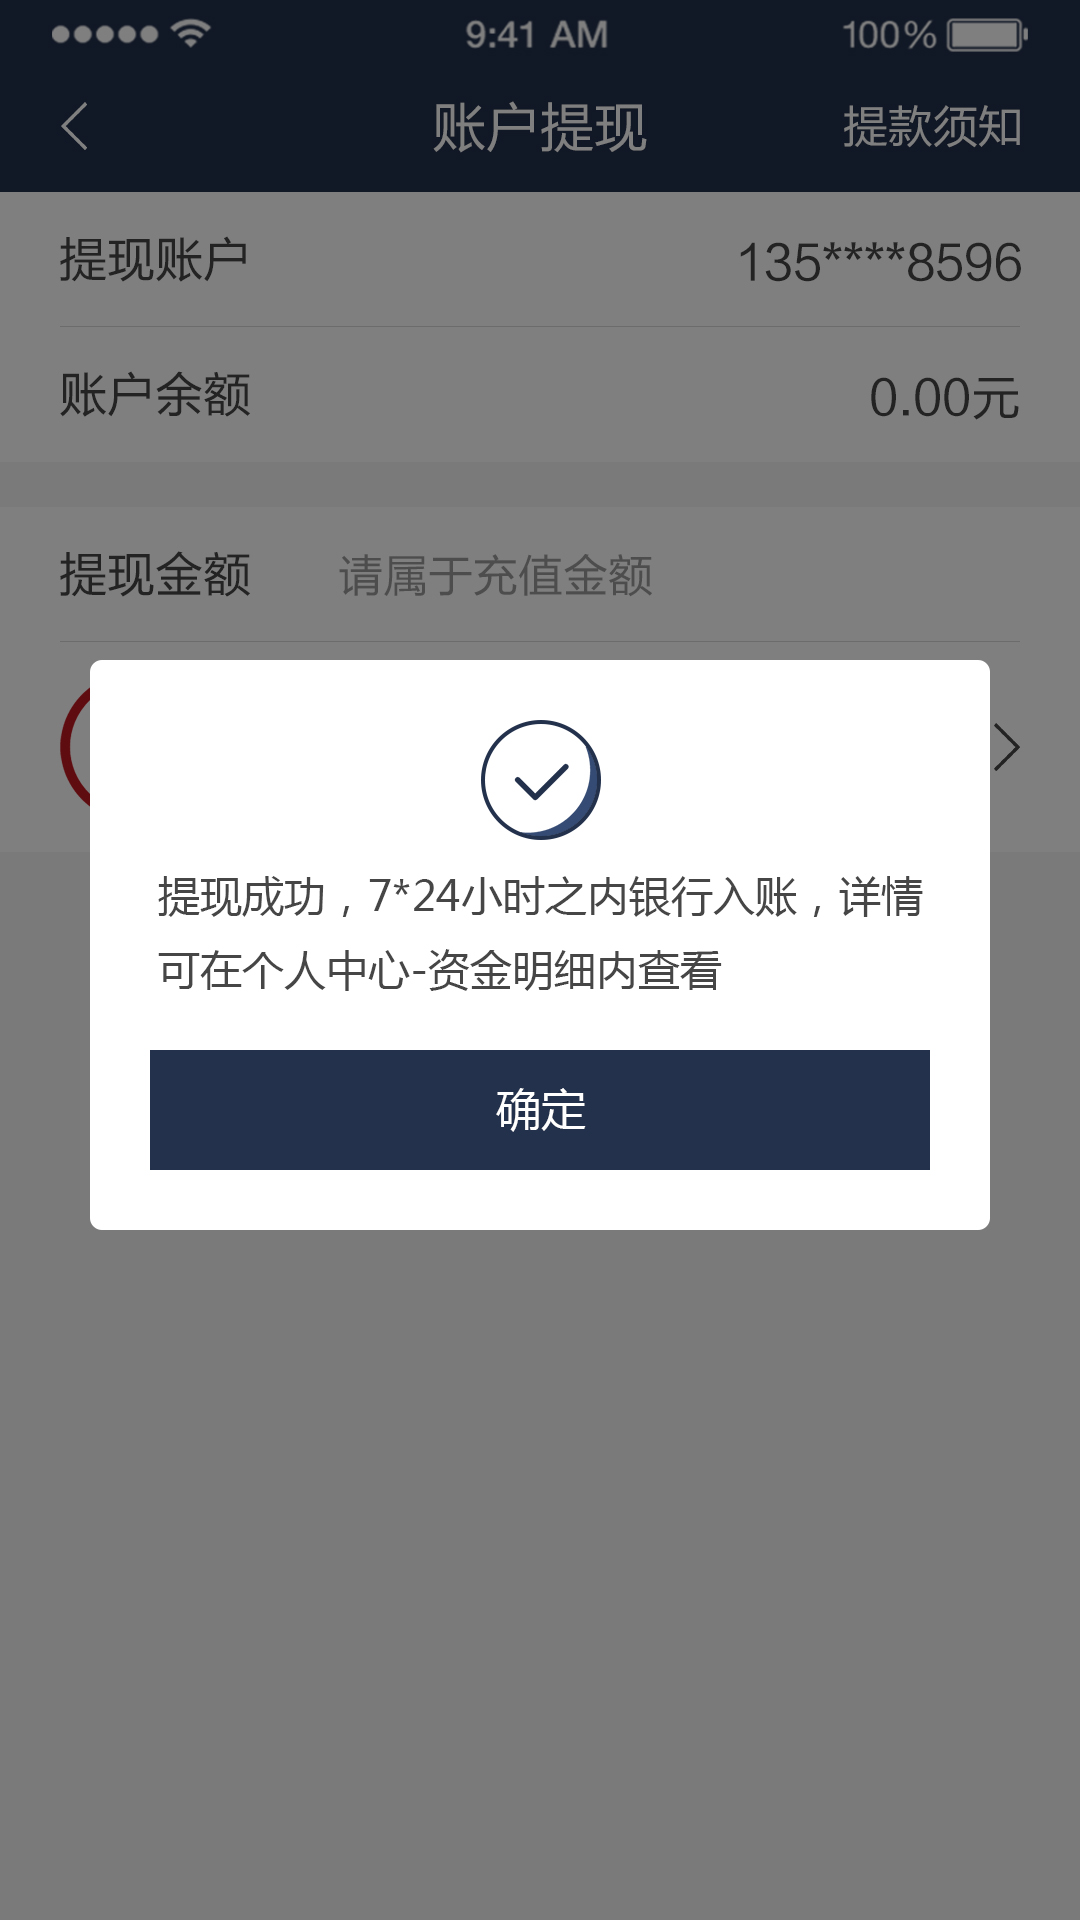 9:41 AM
100%
账户提现
提款须知
提现账户
135****8596
账户余额
0.00元
提现金额
请属于充值金额
提现成功，7*24小时之内银行入账，详情
可在个人中心-资金明细内查看
确定